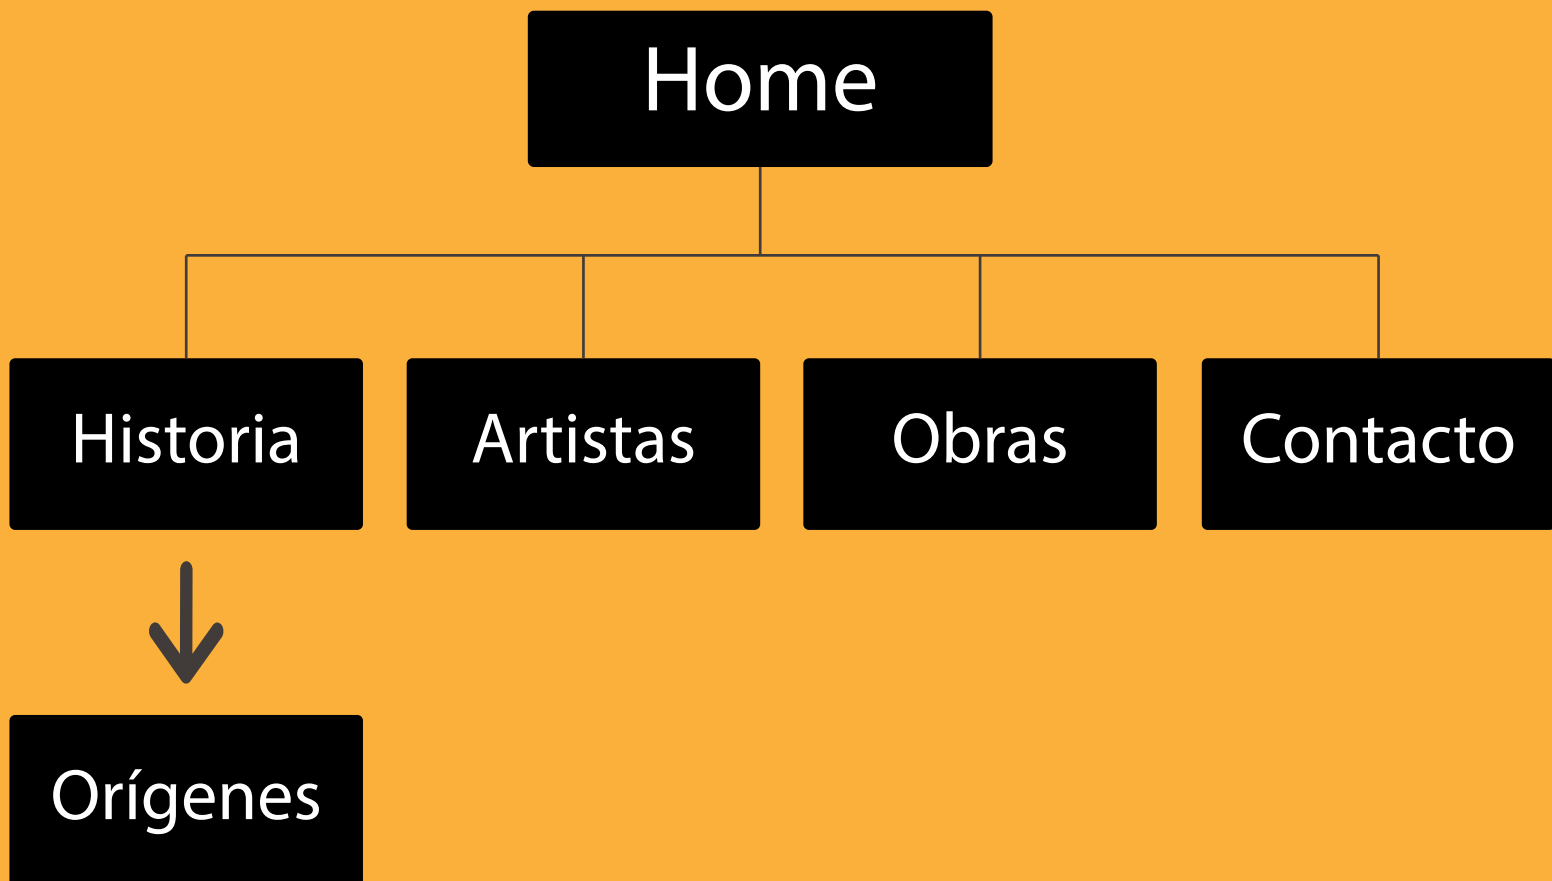 Home
Historia
Artistas
Obras
Contacto
Orígenes